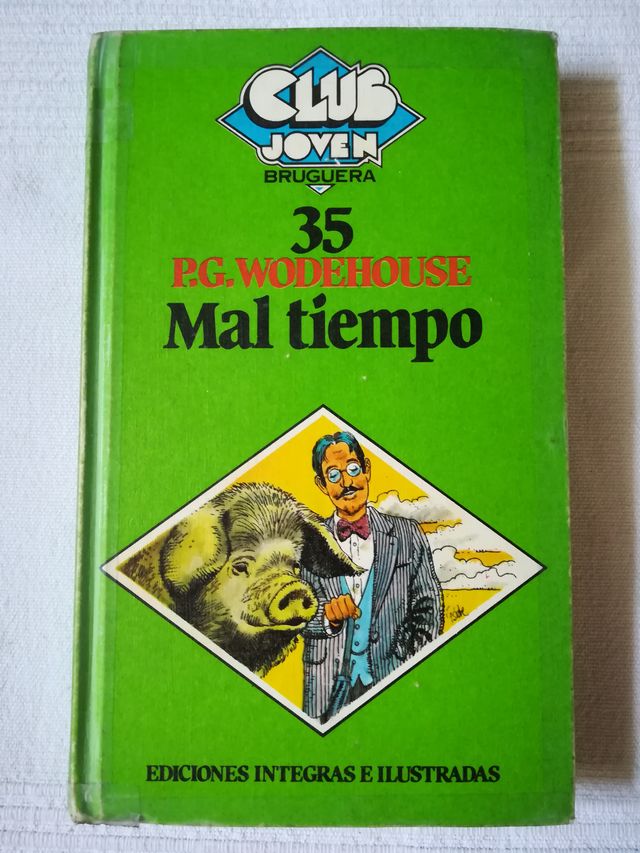 CLUB
JOVEN
BRUGUERA
35
P.G. WODEHOUSE
Mal tiempo
EDICIONES INTEGRAS E ILUSTRADAS